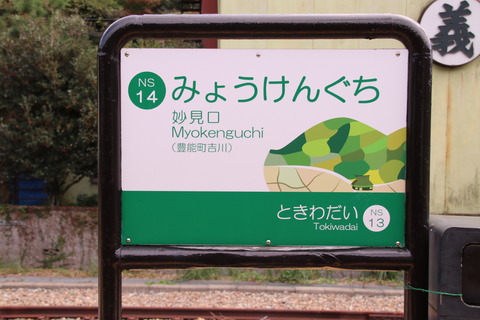 NS
14
みょうけんぐち
妙見口
Myokenguchi
(豊能町吉川)
ときわだい
Tokiwadai
NS
13
義